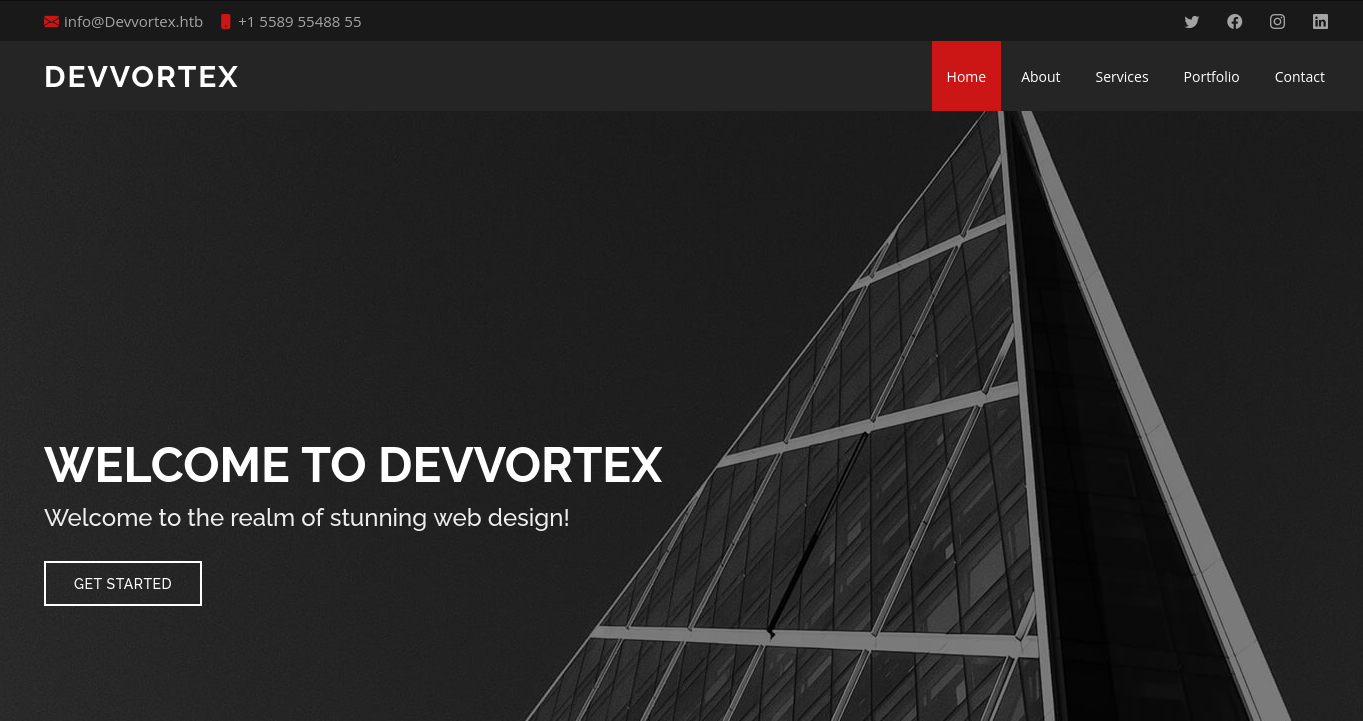 info@Devvortex.htb +1 5589 55488 55
DEVVORTEX
Home About Services Portfolio Contact
WELCOME TO DEVVORTEX
Welcome to the realm of stunning web design!
GET STARTED